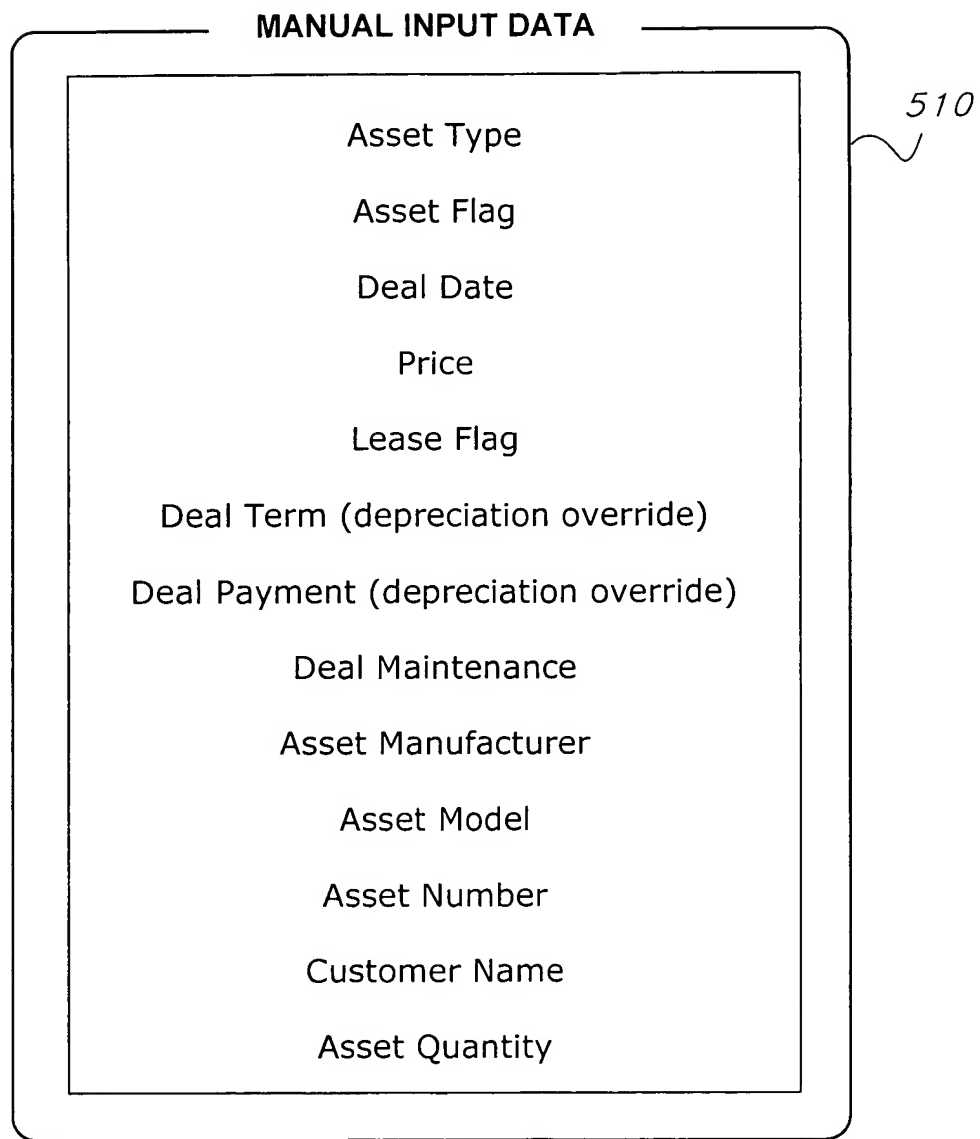 MANUAL INPUT DATA
510
Asset Type
Asset Flag
Deal Date
Price
Lease Flag
Deal Term (depreciation override)
Deal Payment (depreciation override)
Deal Maintenance
Asset Manufacturer
Asset Model
Asset Number
Customer Name
Asset Quantity